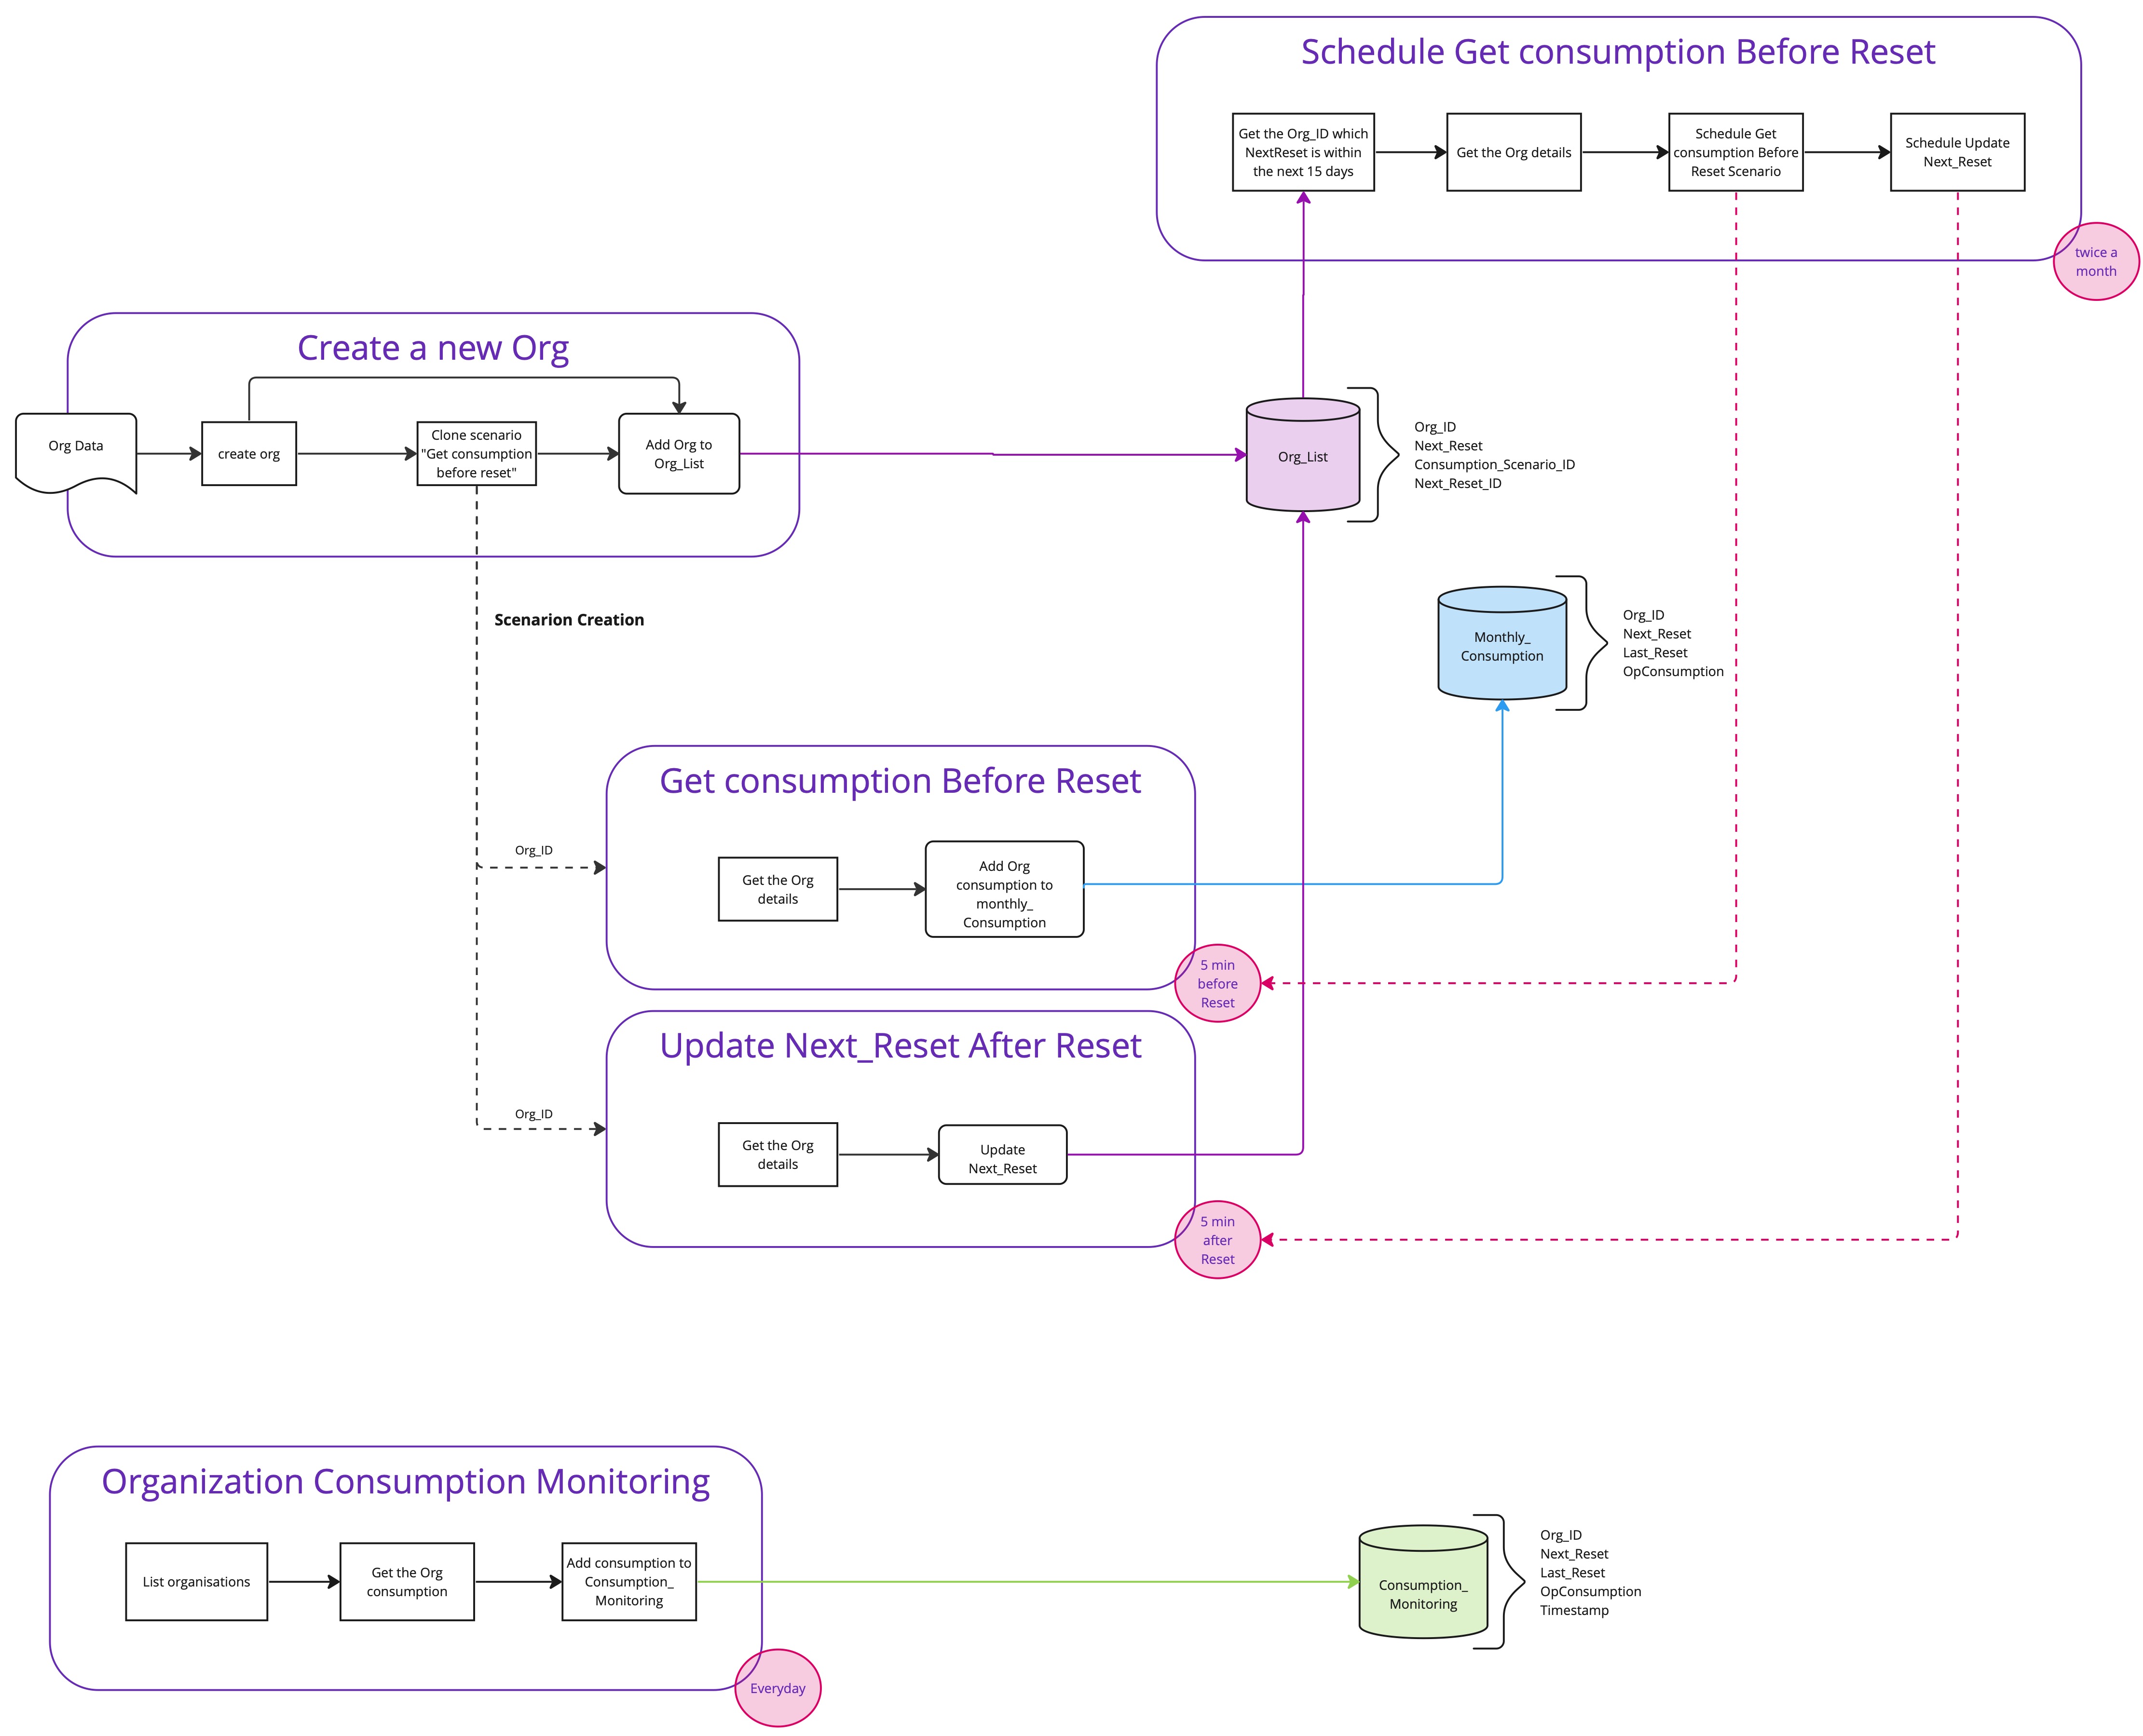 Schedule Get consumption Before Reset
Get the Org_ID which
NextReset is within
the next 15 days
Get the Org details
Schedule Get
consumption Before
Reset Scenario
Schedule Update
Next_Reset
twice a
month
Create a new Org
Org Data
create org
Clone scenario
"Get consumption
before reset"
Add Org to
Org_List
Org_List
Org_ID
Next_Reset
Consumption_Scenario_ID
Next_Reset_ID
Scenarion Creation
Monthly_
Consumption
Org_ID
Next_Reset
Last_Reset
OpConsumption
Get consumption Before Reset
Org_ID
Get the Org
details
Add Org
consumption to
monthly_
Consumption
5 min
before
Reset
Update Next_Reset After Reset
Org_ID
Get the Org
details
Update
Next_Reset
5 min
after
Reset
Organization Consumption Monitoring
List organisations
Get the Org
consumption
Add consumption to
Consumption_
Monitoring
Everyday
Consumption_
Monitoring
Org_ID
Next_Reset
Last_Reset
OpConsumption
Timestamp